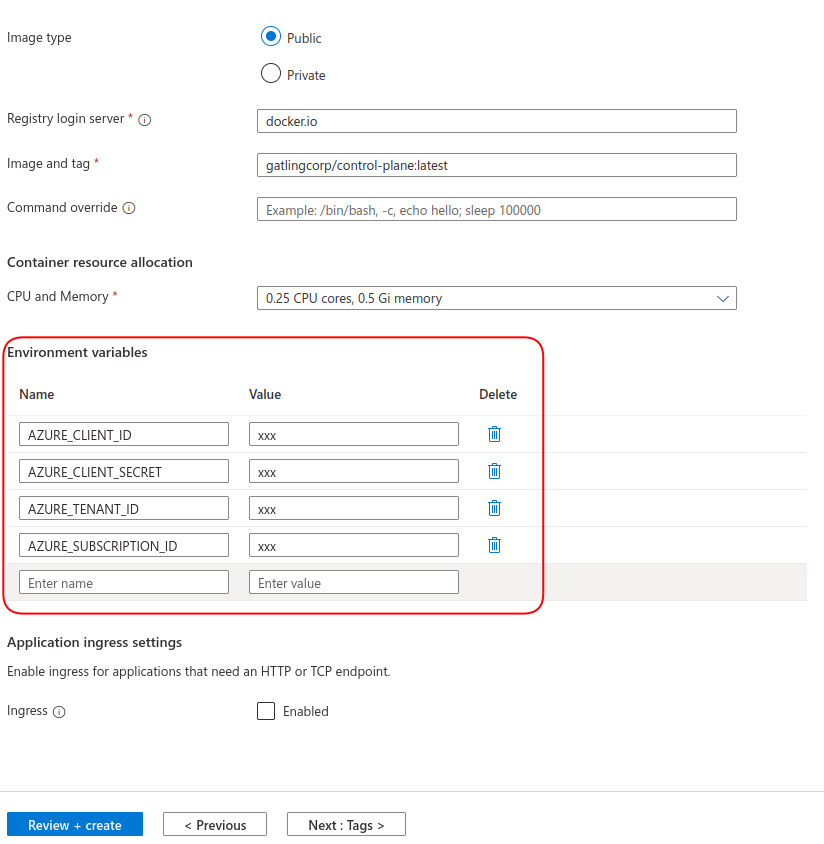 Image type
Public
Private
Registry login server * 
docker.io
Image and tag *
gatlingcorp/control-plane:latest
Command override
Example: /bin/bash, -c, echo hello; sleep 100000
Container resource allocation
CPU and Memory *
0.25 CPU cores, 0.5 Gi memory
Environment variables
Name Value Delete
AZURE_CLIENT_ID xxx
AZURE_CLIENT_SECRET xxx
AZURE_TENANT_ID xxx
AZURE_SUBSCRIPTION_ID xxx
Enter name Enter value
Application ingress settings
Enable ingress for applications that need an HTTP or TCP endpoint.
Ingress Enabled
Review + create < Previous Next : Tags >